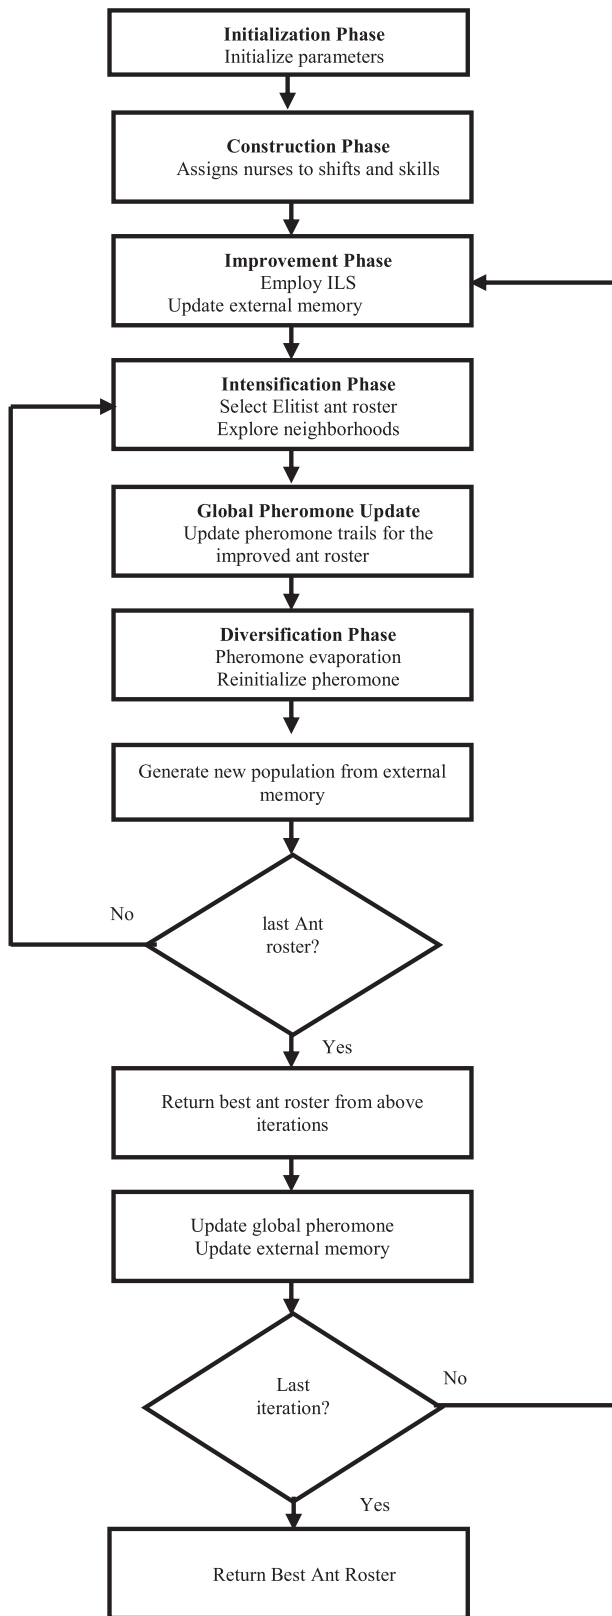 Initialization Phase
Initialize parameters
Construction Phase
Assigns nurses to shifts and skills
Improvement Phase
Employ ILS
Update external memory
Intensification Phase
Select Elitist ant roster
Explore neighborhoods
Global Pheromone Update
Update pheromone trails for the
improved ant roster
Diversification Phase
Pheromone evaporation
Reinitialize pheromone
Generate new population from external
memory
No
last Ant
roster?
Yes
Return best ant roster from above
iterations
Update global pheromone
Update external memory
Last
iteration?
No
Yes
Return Best Ant Roster